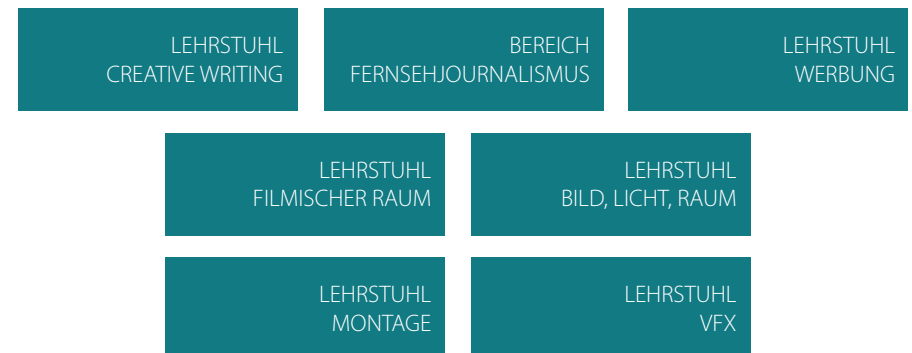 LEHRSTUHL
CREATIVE WRITING
BEREICH
FERNSEHJOURNALISMUS
LEHRSTUHL
WERBUNG
LEHRSTUHL
FILMISCHER RAUM
LEHRSTUHL
BILD, LICHT, RAUM
LEHRSTUHL
MONTAGE
LEHRSTUHL
VFX